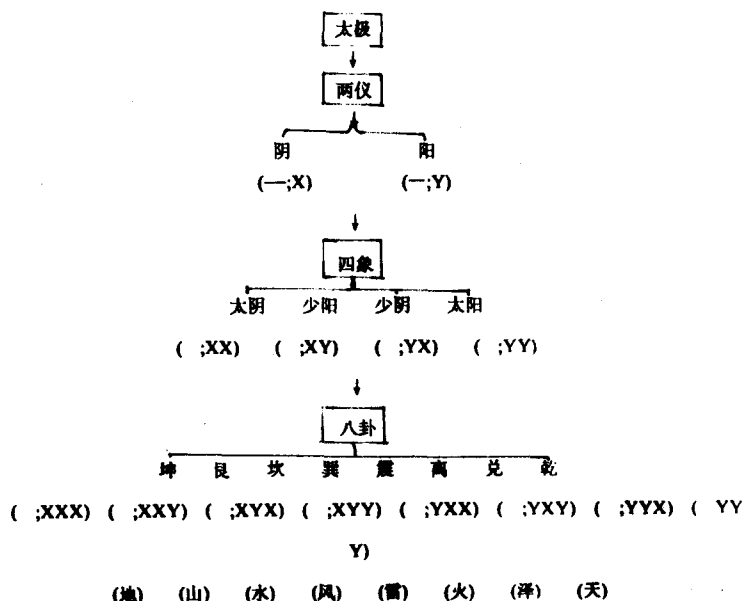 太极
两仪
阴 阳
(—;X) (—;Y)
四象
太阴 少阳 少阴 太阳
( ;XX) ( ;XY) ( ;YX) ( ;YY)
八卦
坤 艮 坎 巽 震 离 兑 乾
( ;XXX) ( ;XXY) ( ;XYX) ( ;XYY) ( ;YXX) ( ;YXY) ( ;YYX) ( YY
Y)
(地) (山) (水) (风) (雷) (火) (泽) (天)